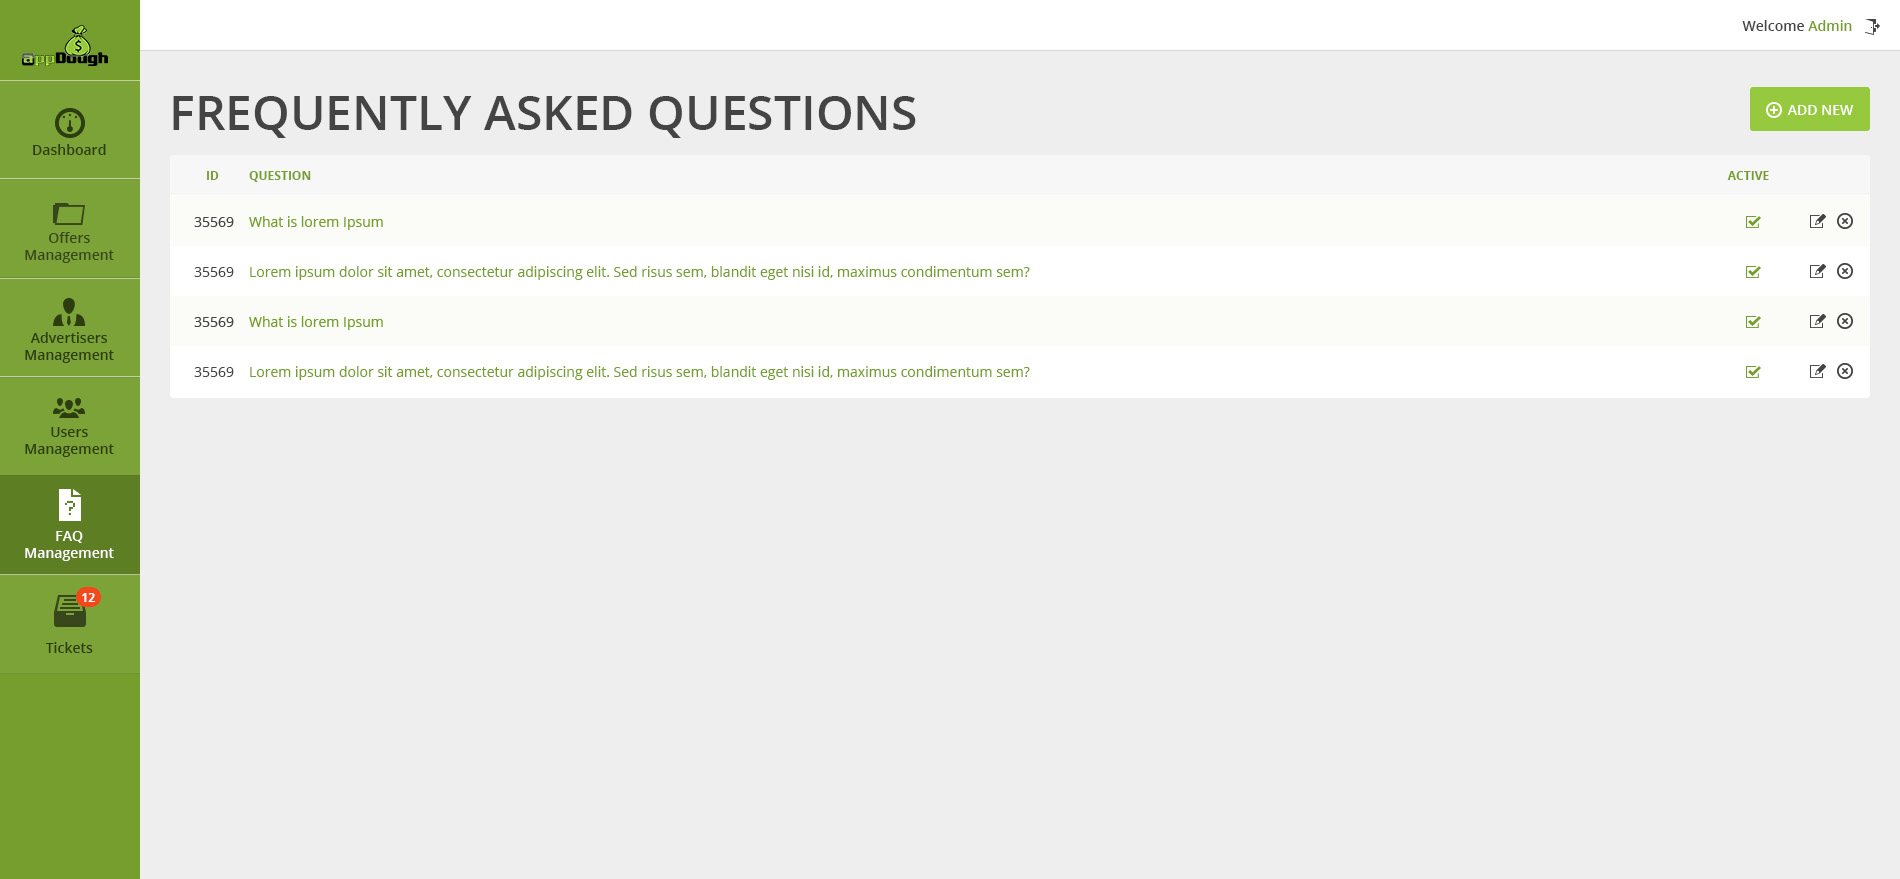 appDough
Welcome Admin
Dashboard
Offers
Management
Advertisers
Management
Users
Management
FAQ
Management
12
Tickets
FREQUENTLY ASKED QUESTIONS
ADD NEW
ID QUESTION ACTIVE
35569 What is lorem Ipsum
35569 Lorem ipsum dolor sit amet, consectetur adipiscing elit. Sed risus sem, blandit eget nisi id, maximus condimentum sem?
35569 What is lorem Ipsum
35569 Lorem ipsum dolor sit amet, consectetur adipiscing elit. Sed risus sem, blandit eget nisi id, maximus condimentum sem?